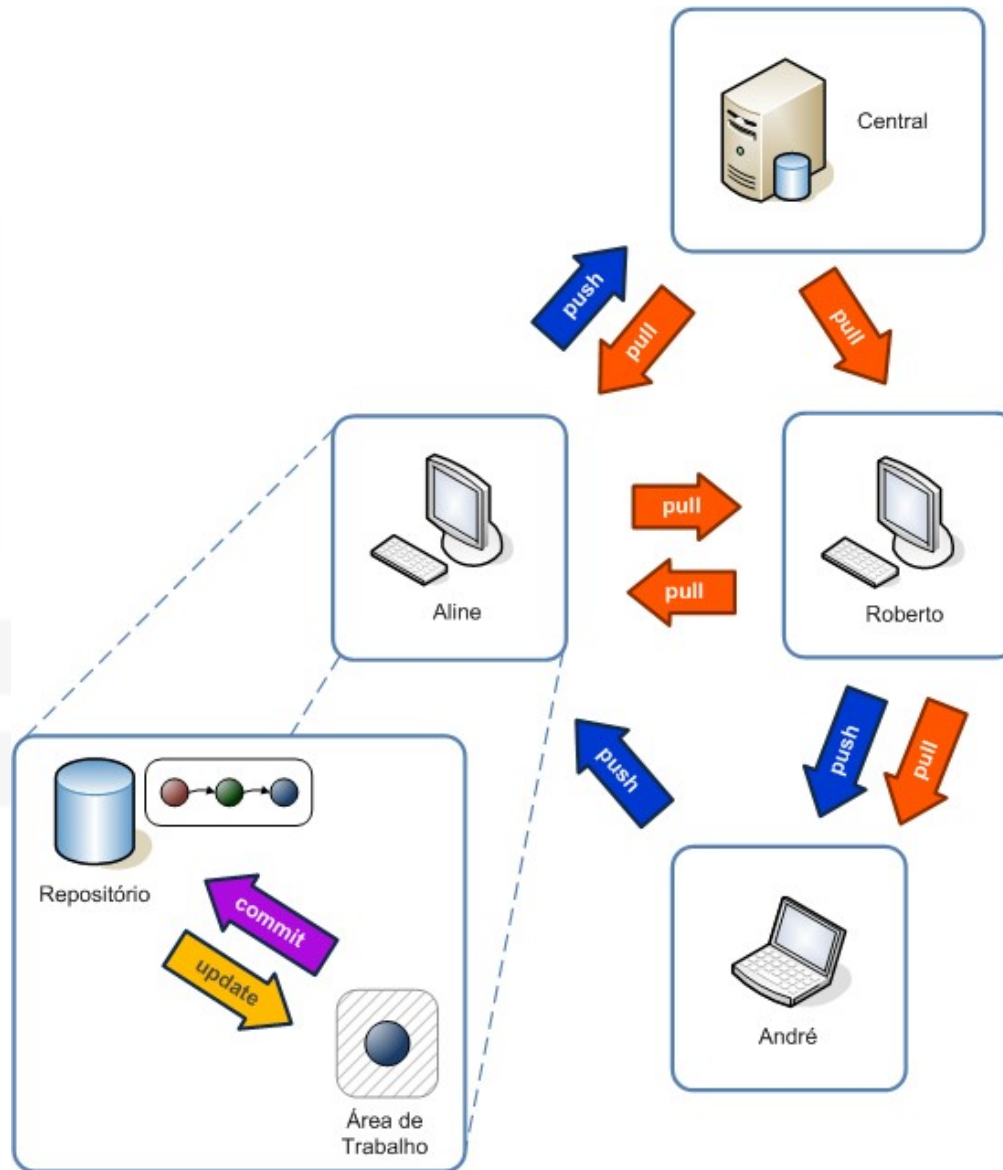 Central
push
pull
pull
Aline
pull
pull
Roberto
push
push
pull
Repositório
commit
update
Área de
Trabalho
André